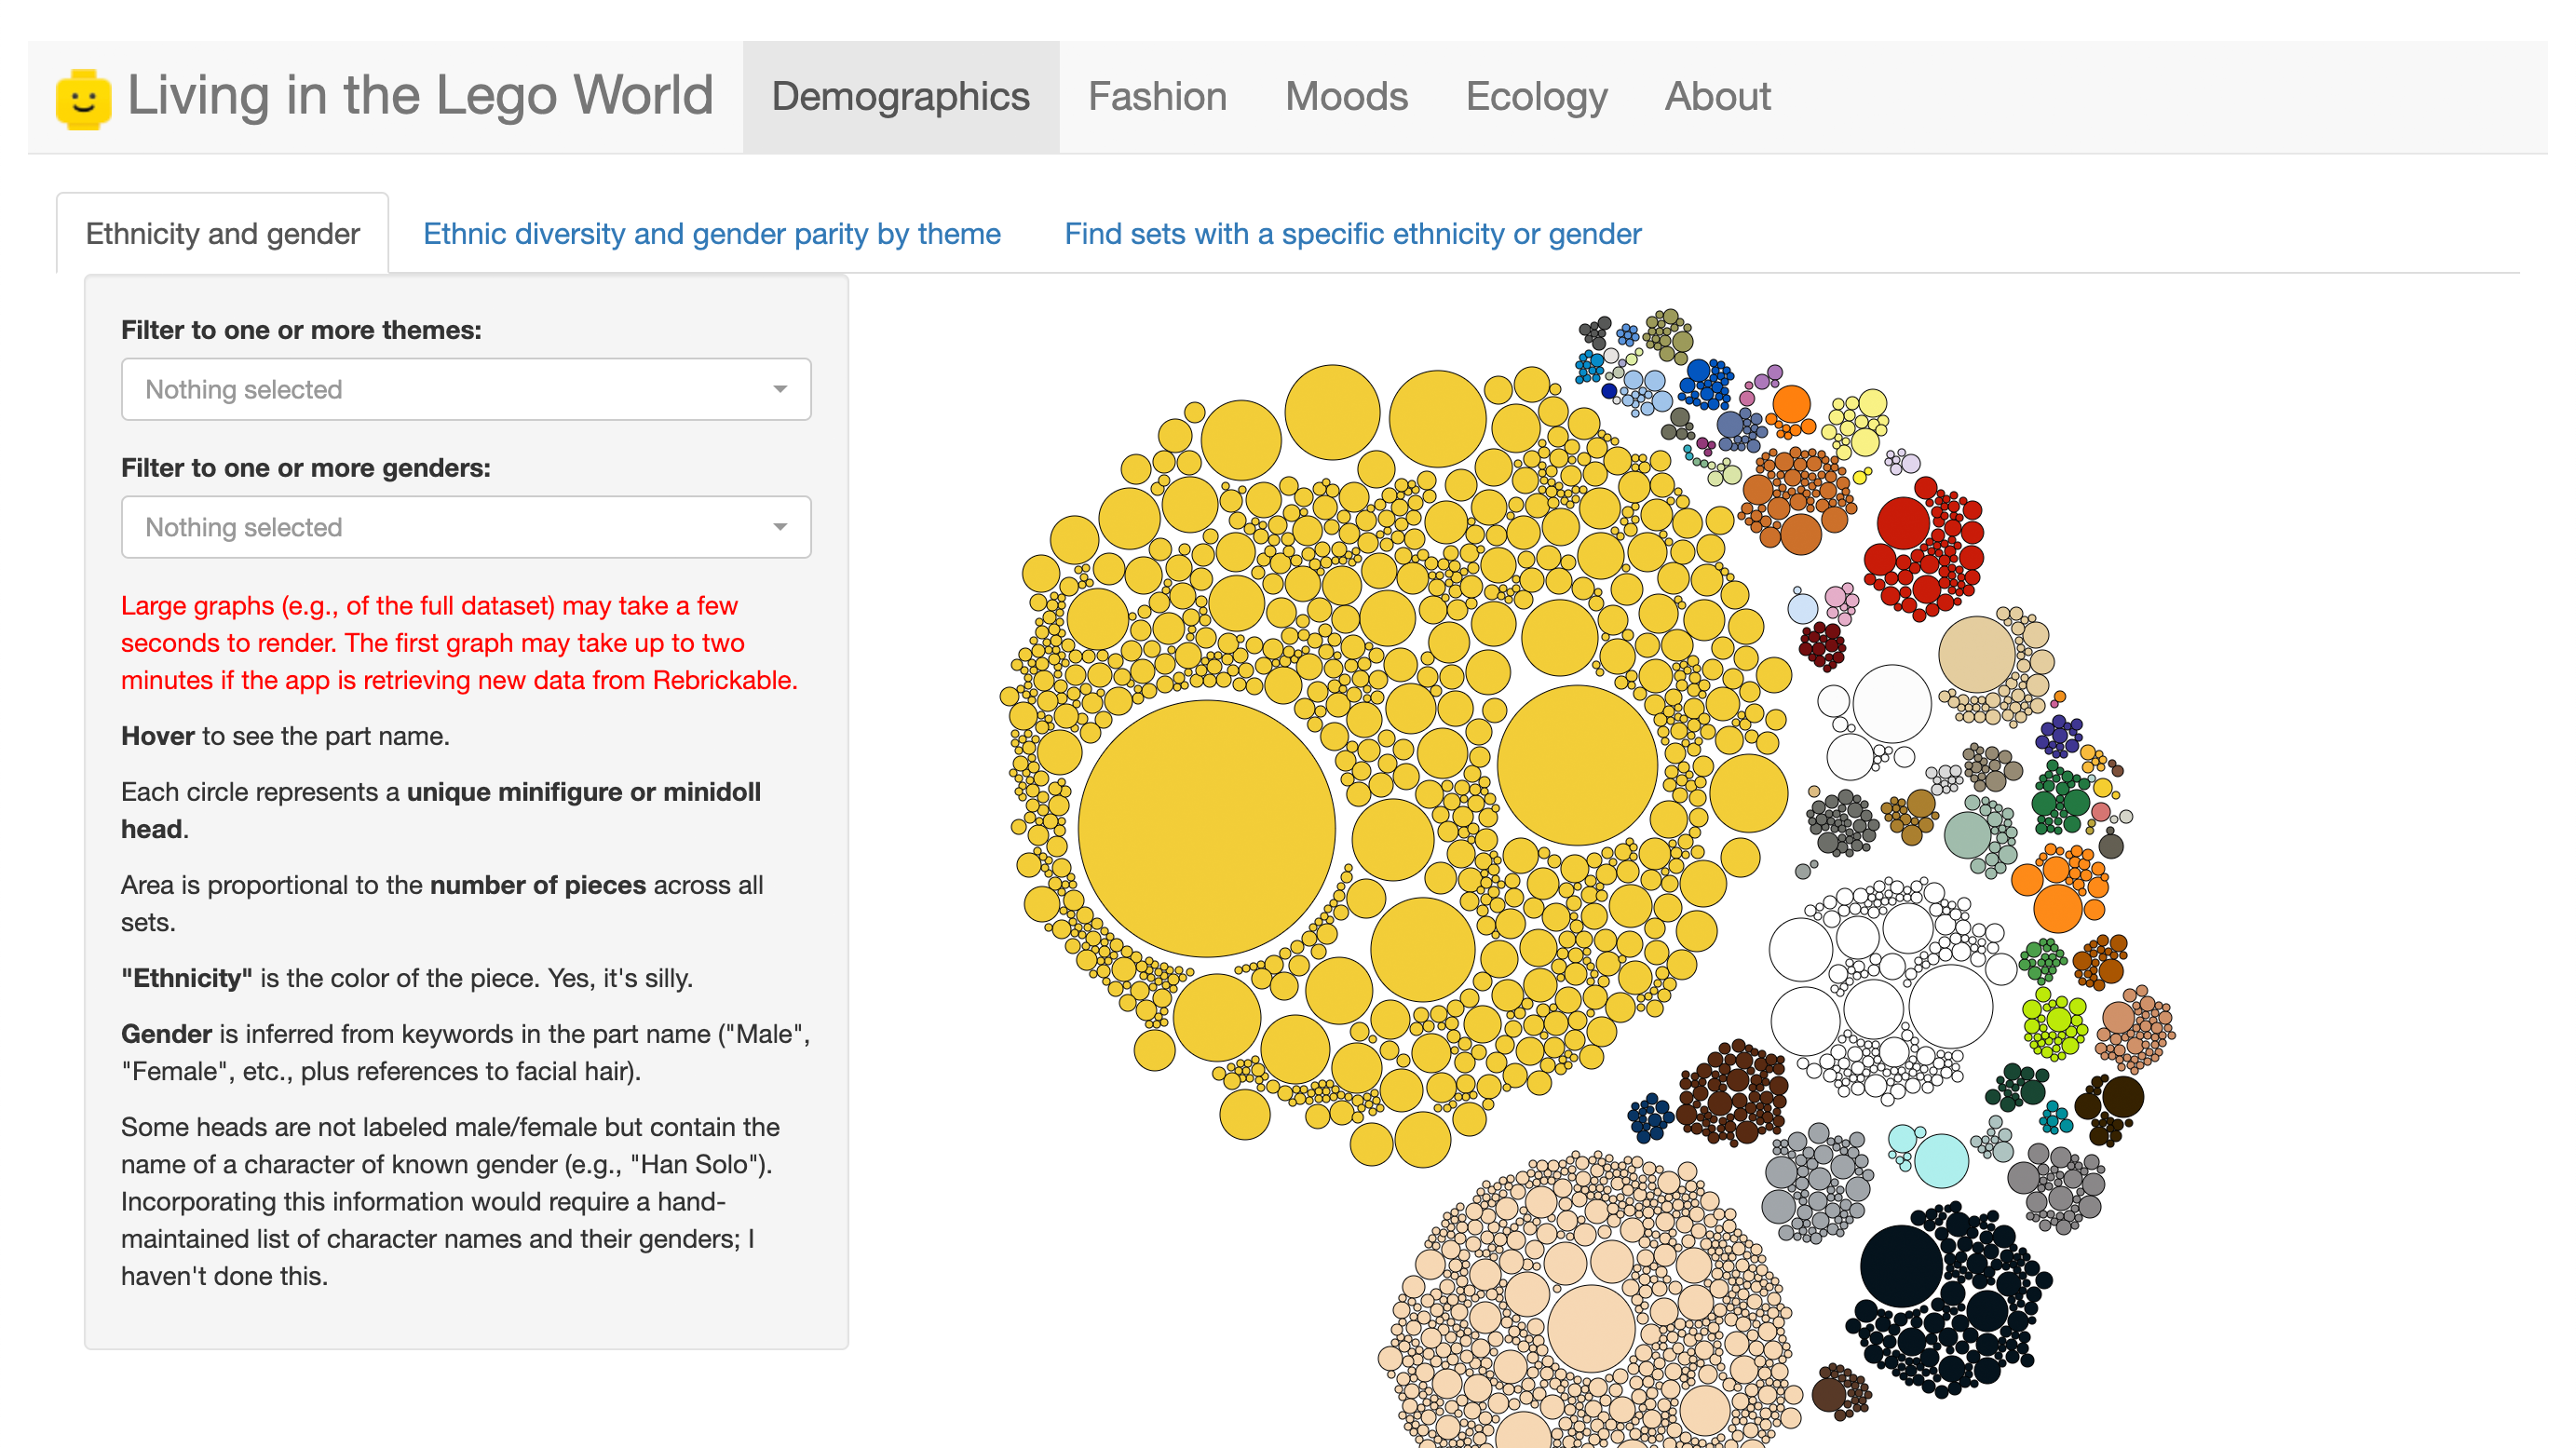 Living in the Lego World
Demographics
Fashion
Moods
Ecology
About
Ethnicity and gender
Ethnic diversity and gender parity by theme
Find sets with a specific ethnicity or gender
Filter to one or more themes:
Nothing selected
Filter to one or more genders:
Nothing selected
Large graphs (e.g., of the full dataset) may take a few
seconds to render. The first graph may take up to two
minutes if the app is retrieving new data from Rebrickable.
Hover to see the part name.
Each circle represents a unique minifigure or minidoll
head.
Area is proportional to the number of pieces across all
sets.
"Ethnicity" is the color of the piece. Yes, it's silly.
Gender is inferred from keywords in the part name ("Male",
"Female", etc., plus references to facial hair).
Some heads are not labeled male/female but contain the
name of a character of known gender (e.g., "Han Solo").
Incorporating this information would require a hand-
maintained list of character names and their genders; I
haven't done this.